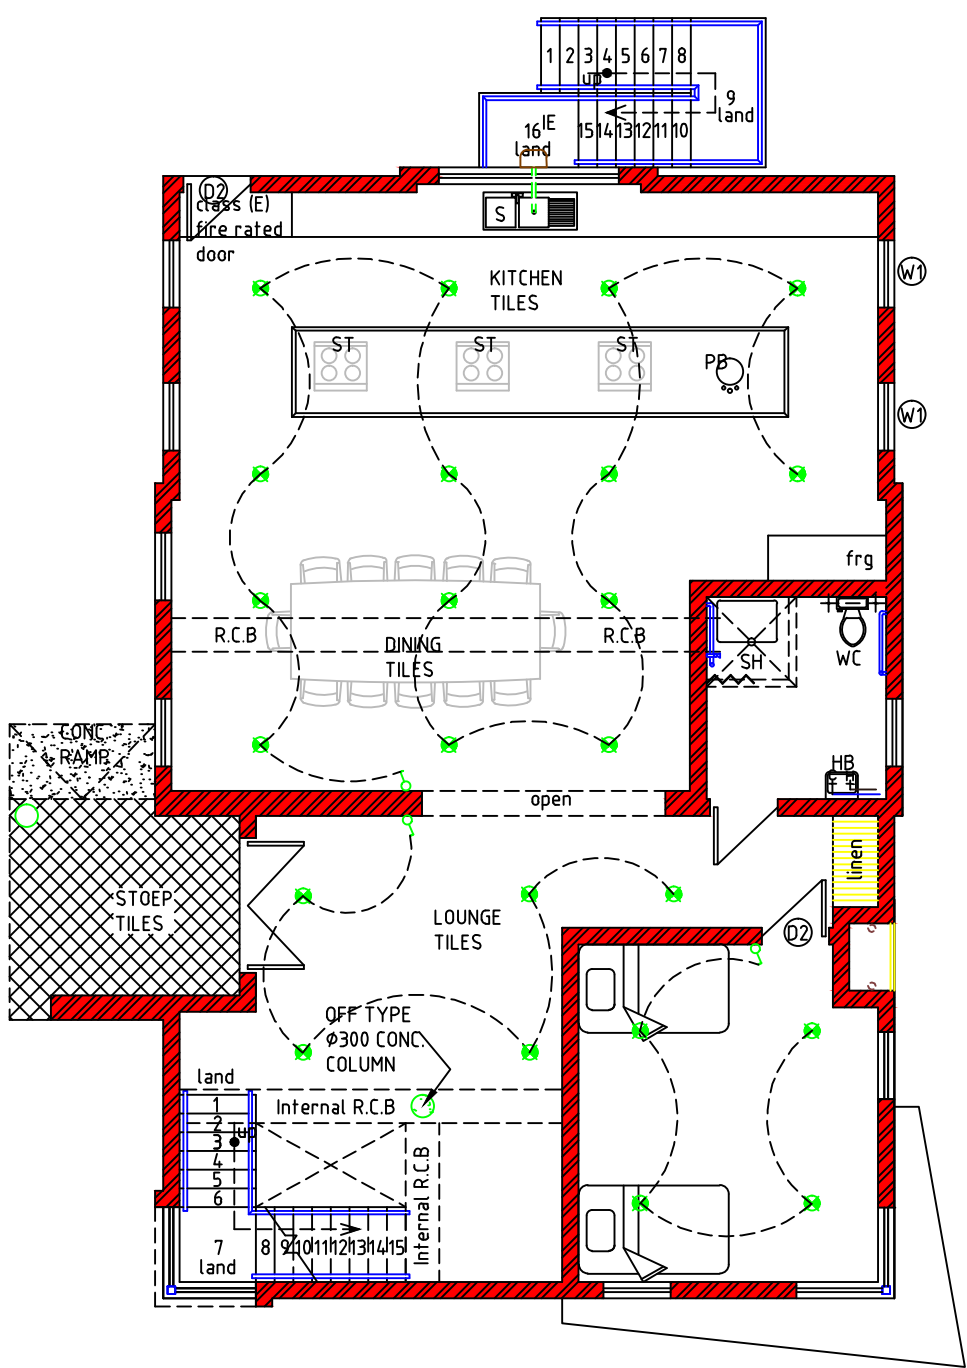 1 2 3 4 5 6 7 8
up
9
land
16 IE
land
15 14 13 12 11 10
D2
class (E)
fire rated
door
S
KITCHEN
TILES
W1
ST ST ST
PB
W1
frg
R.C.B
DINING
TILES
R.C.B
SH
WC
CONC.
RAMP
HB
open
STOEP
TILES
LOUNGE
TILES
linen
D2
OFF TYPE
ϕ300 CONC.
COLUMN
land
Internal R.C.B
1
2
up
3
4
5
6
Internal R.C.B
7
land
8 9 10 11 12 13 14 15